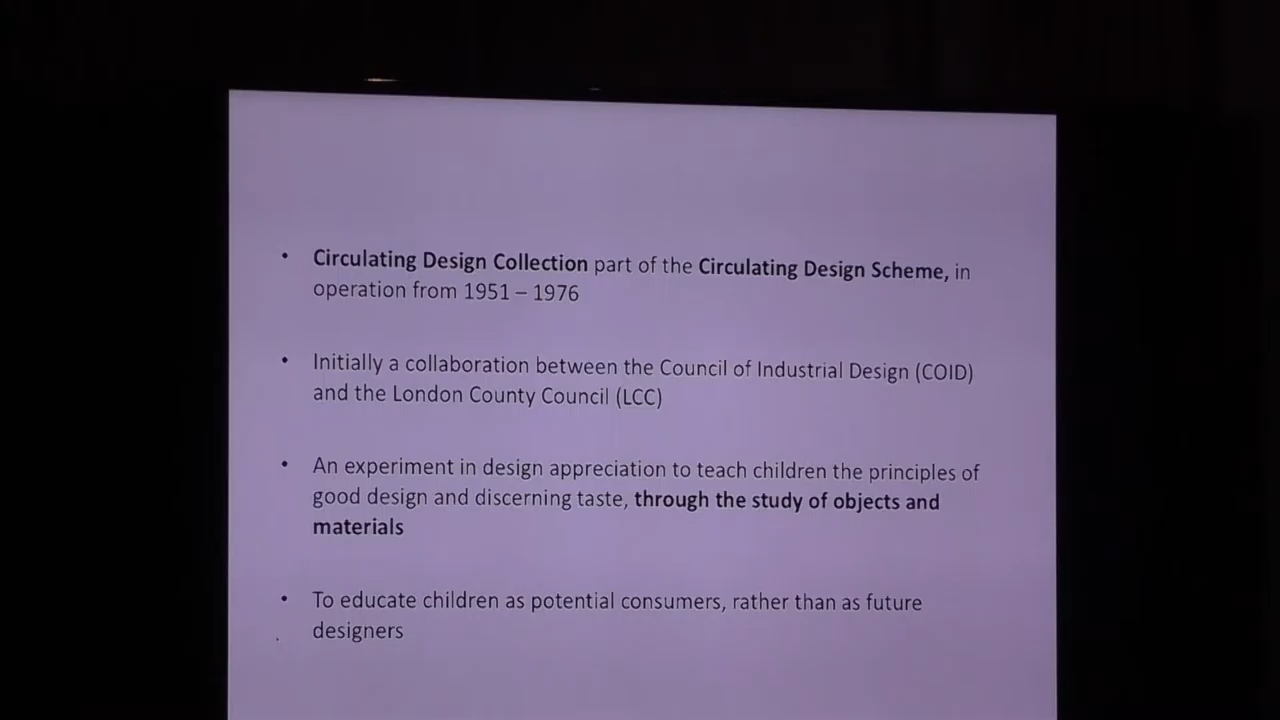 • Circulating Design Collection part of the Circulating Design Scheme, in
operation from 1951 – 1976
• Initially a collaboration between the Council of Industrial Design (COID)
and the London County Council (LCC)
• An experiment in design appreciation to teach children the principles of
good design and discerning taste, through the study of objects and
materials
• To educate children as potential consumers, rather than as future
designers